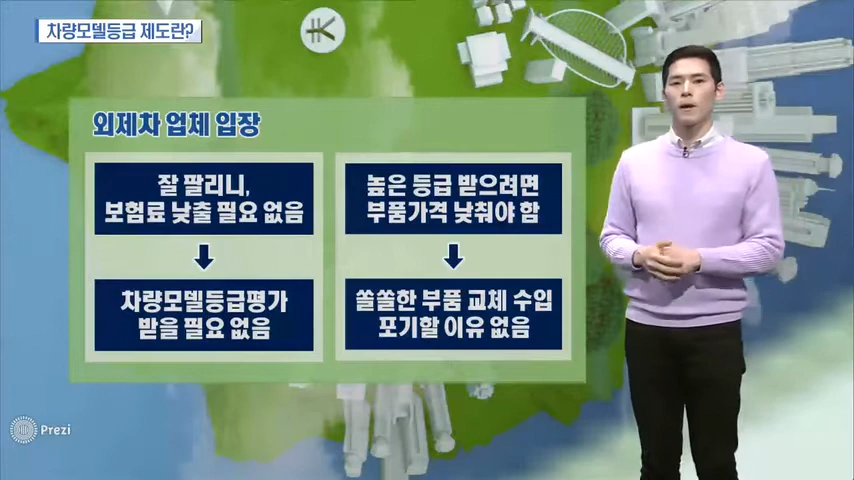 차량모델등급 제도란?
외제차 업체 입장
잘 팔리니,
보험료 낮출 필요 없음
차량모델등급평가
받을 필요 없음
높은 등급 받으려면
부품가격 낮춰야 함
쏠쏠한 부품 교체 수입
포기할 이유 없음
Prezi